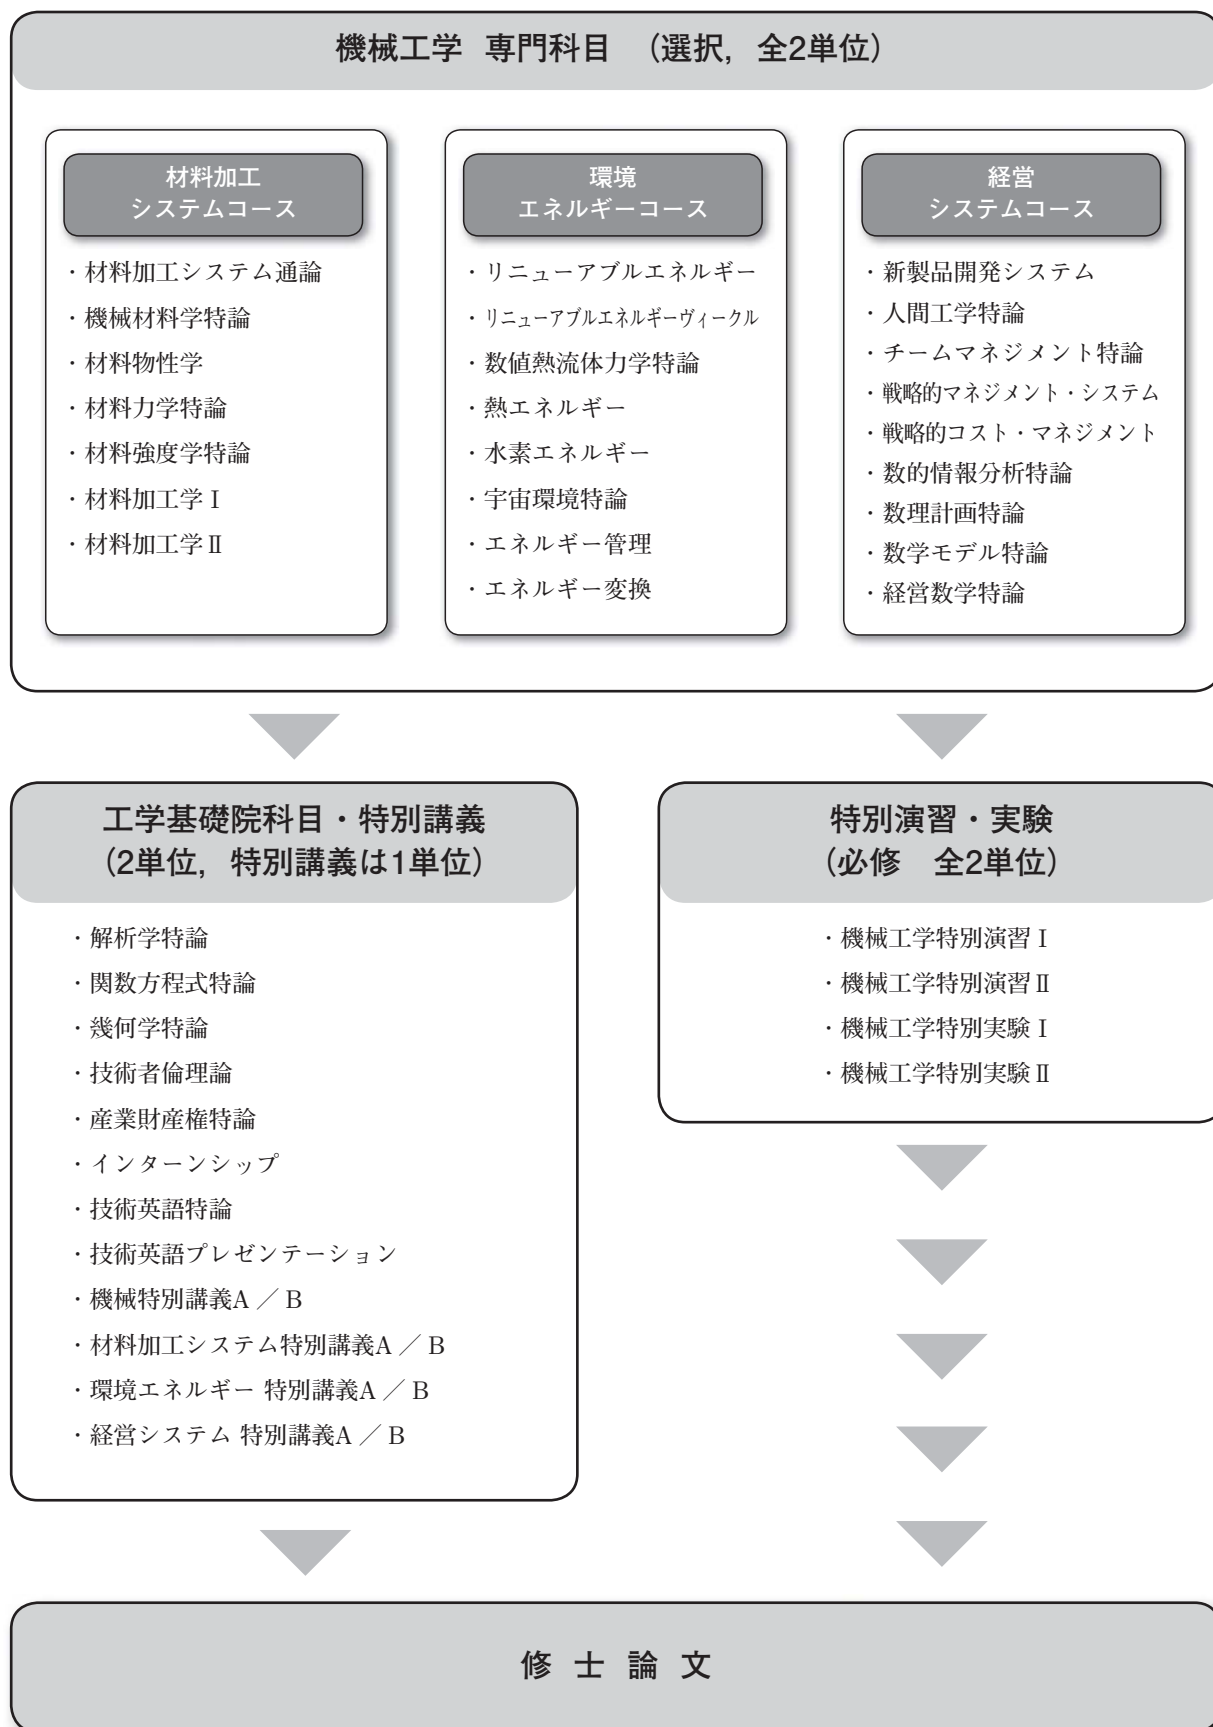 機械工学 専門科目 (選択, 全2単位)
材料加工
システムコース
・材料加工システム通論
・機械材料学特論
・材料物性学
・材料力学特論
・材料強度学特論
・材料加工学Ⅰ
・材料加工学Ⅱ
環境
エネルギーコース
・リニューアブルエネルギー
・リニューアブルエネルギーヴィークル
・数値熱流体力学特論
・熱エネルギー
・水素エネルギー
・宇宙環境特論
・エネルギー管理
・エネルギー変換
経営
システムコース
・新製品開発システム
・人間工学特論
・チームマネジメント特論
・戦略的マネジメント・システム
・戦略的コスト・マネジメント
・数的情報分析特論
・数理計画特論
・数学モデル特論
・経営数学特論
工学基礎院科目・特別講義
(2単位, 特別講義は1単位)
・解析学特論
・関数方程式特論
・幾何学特論
・技術者倫理論
・産業財産権特論
・インターンシップ
・技術英語特論
・技術英語プレゼンテーション
・機械特別講義A ／ B
・材料加工システム特別講義A ／ B
・環境エネルギー 特別講義A ／ B
・経営システム 特別講義A ／ B
特別演習・実験
(必修 全2単位)
・機械工学特別演習Ⅰ
・機械工学特別演習Ⅱ
・機械工学特別実験Ⅰ
・機械工学特別実験Ⅱ
修士論文